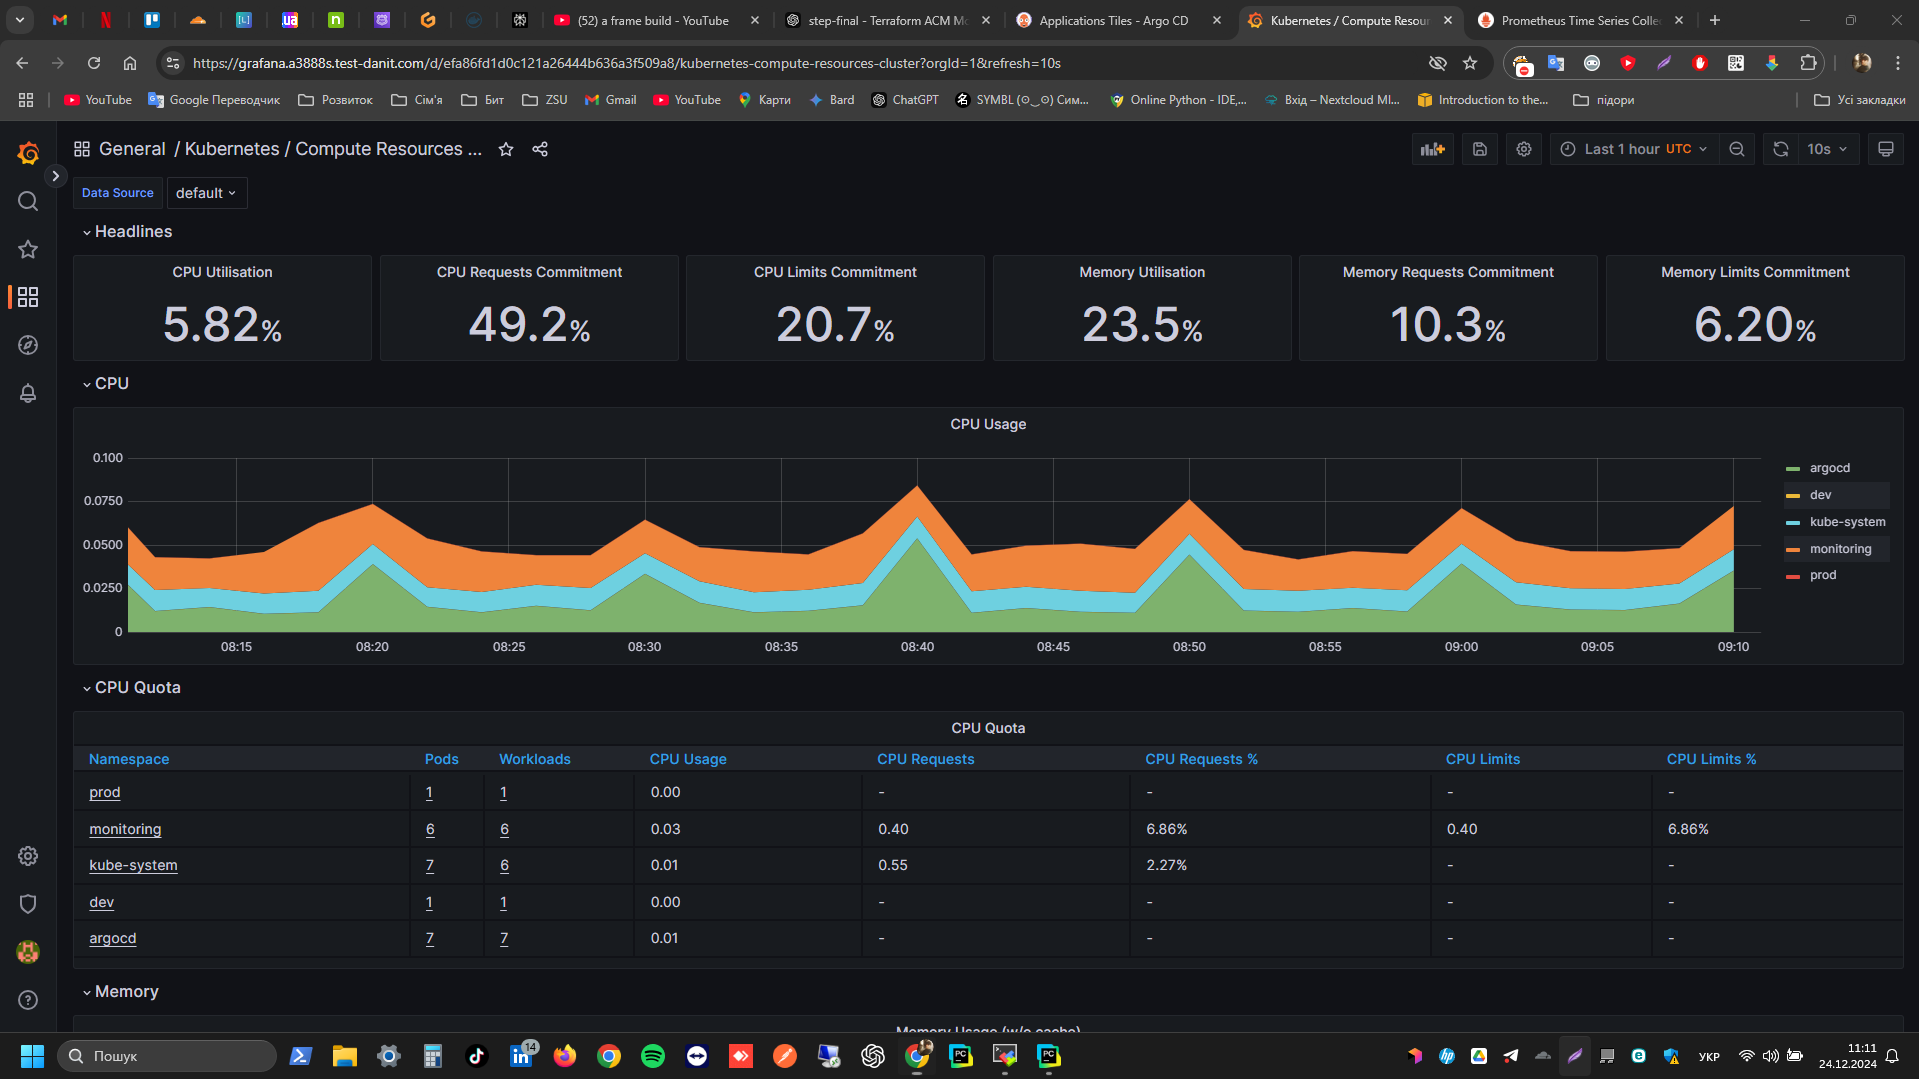 (52) a frame build - YouTube
step-final - Terraform ACM Mo
Applications Tiles - Argo CD
Kubernetes / Compute Resour
Prometheus Time Series Colle
https://grafana.a3888s.test-danit.com/d/efa86fd1d0c121a26444b636a3f509a8/kubernetes-compute-resources-cluster?orgId=1&refresh=10s
YouTube Google Переводчик Розвиток Сім'я Бит ZSU Gmail YouTube Карти Bard ChatGPT SYMBL (⊙‿⊙) Сим... Online Python - IDE,... Вхід – Nextcloud MI... Introduction to the... підори Усі закладки
General / Kubernetes / Compute Resources ...
Last 1 hour UTC
10s
Data Source default
Headlines
CPU Utilisation
5.82%
CPU Requests Commitment
49.2%
CPU Limits Commitment
20.7%
Memory Utilisation
23.5%
Memory Requests Commitment
10.3%
Memory Limits Commitment
6.20%
CPU
CPU Usage
0.100
0.0750
0.0500
0.0250
0
08:15 08:20 08:25 08:30 08:35 08:40 08:45 08:50 08:55 09:00 09:05 09:10
argocd
dev
kube-system
monitoring
prod
CPU Quota
CPU Quota
Namespace Pods Workloads CPU Usage CPU Requests CPU Requests % CPU Limits CPU Limits %
prod 1 1 0.00 - - - -
monitoring 6 6 0.03 0.40 6.86% 0.40 6.86%
kube-system 7 6 0.01 0.55 2.27% - -
dev 1 1 0.00 - - - -
argocd 7 7 0.01 - - - -
Memory
Memory Usage (w/o cache)
Пошук
14
УКР
11:11
24.12.2024